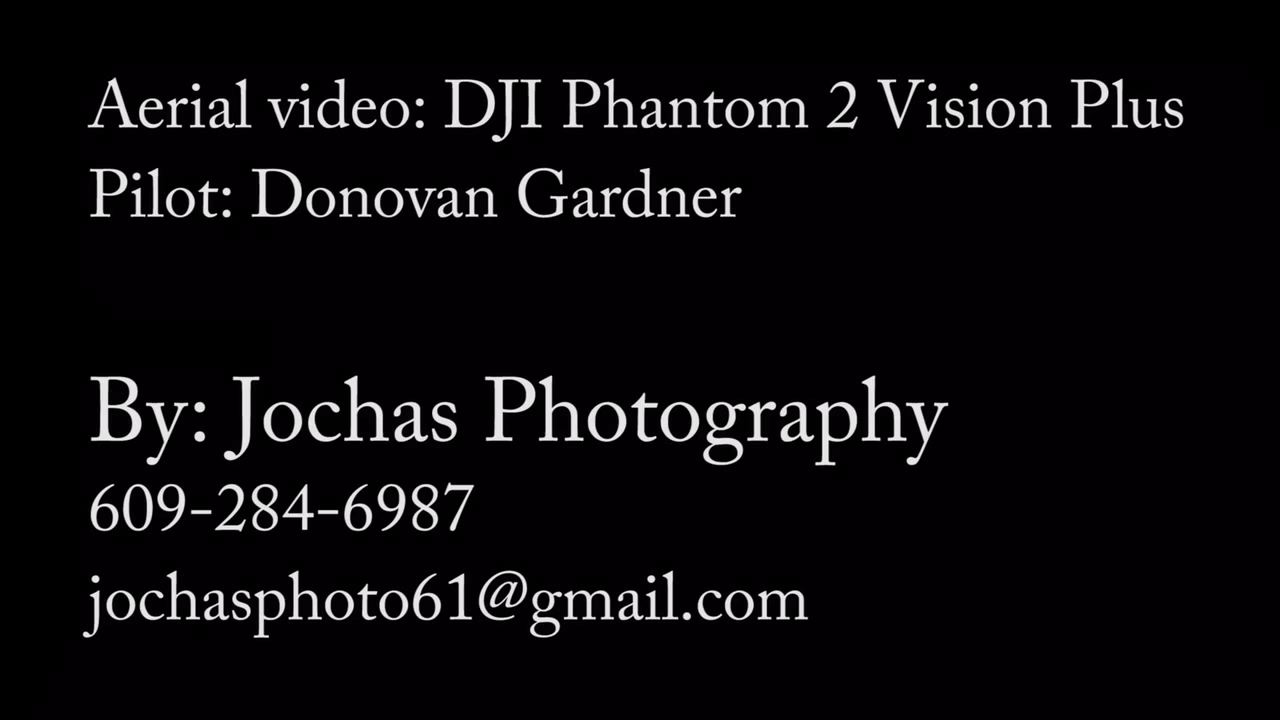 Aerial video: DJI Phantom 2 Vision Plus
Pilot: Donovan Gardner
By: Jochas Photography
609-284-6987
jochasphoto61@gmail.com